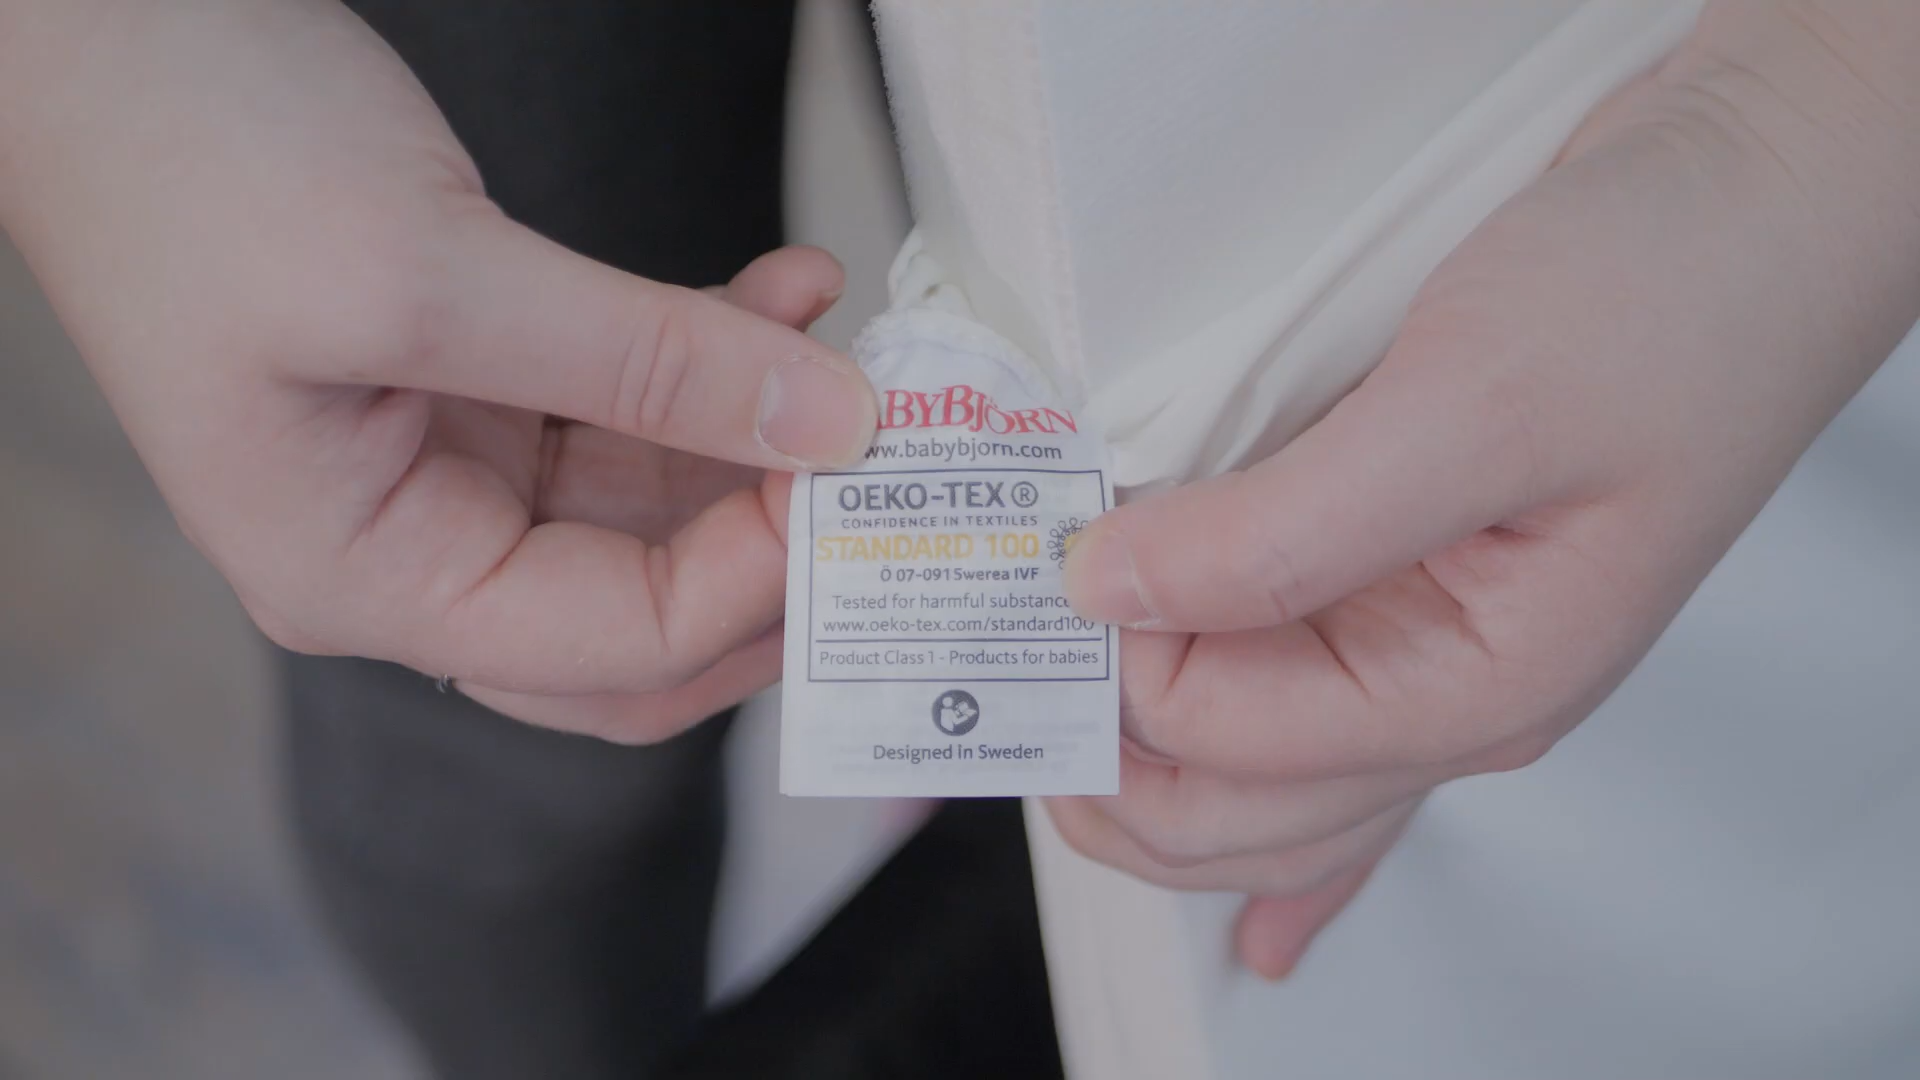 ABYBJÖRN
www.babybjorn.com
OEKO-TEX®
CONFIDENCE IN TEXTILES
STANDARD 100
Ö 07-091 Swerea IVF
Tested for harmful substance
www.oeko-tex.com/standard100
Product Class 1 - Products for babies
Designed in Sweden